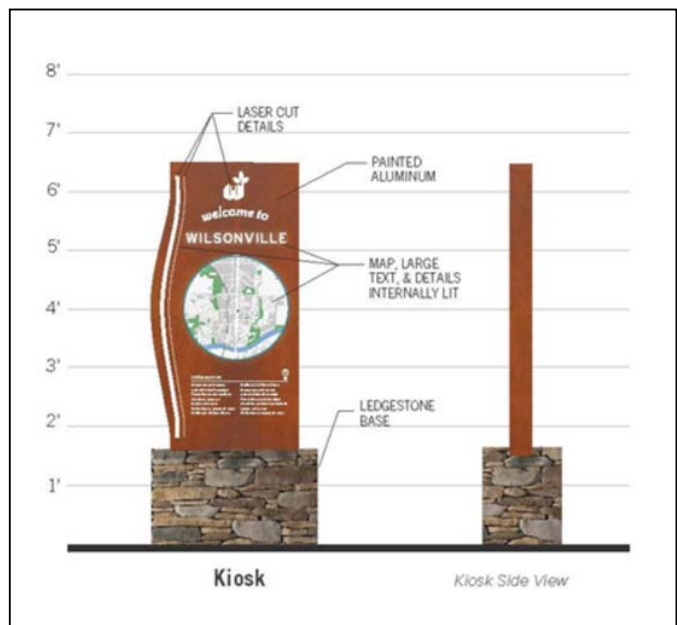 8'
7'
6'
5'
4'
3'
2'
1'
LASER CUT
DETAILS
PAINTED
ALUMINUM
welcome to
WILSONVILLE
MAP, LARGE
TEXT, & DETAILS
INTERNALLY LIT
LEDGESTONE
BASE
Kiosk
Kiosk Side View